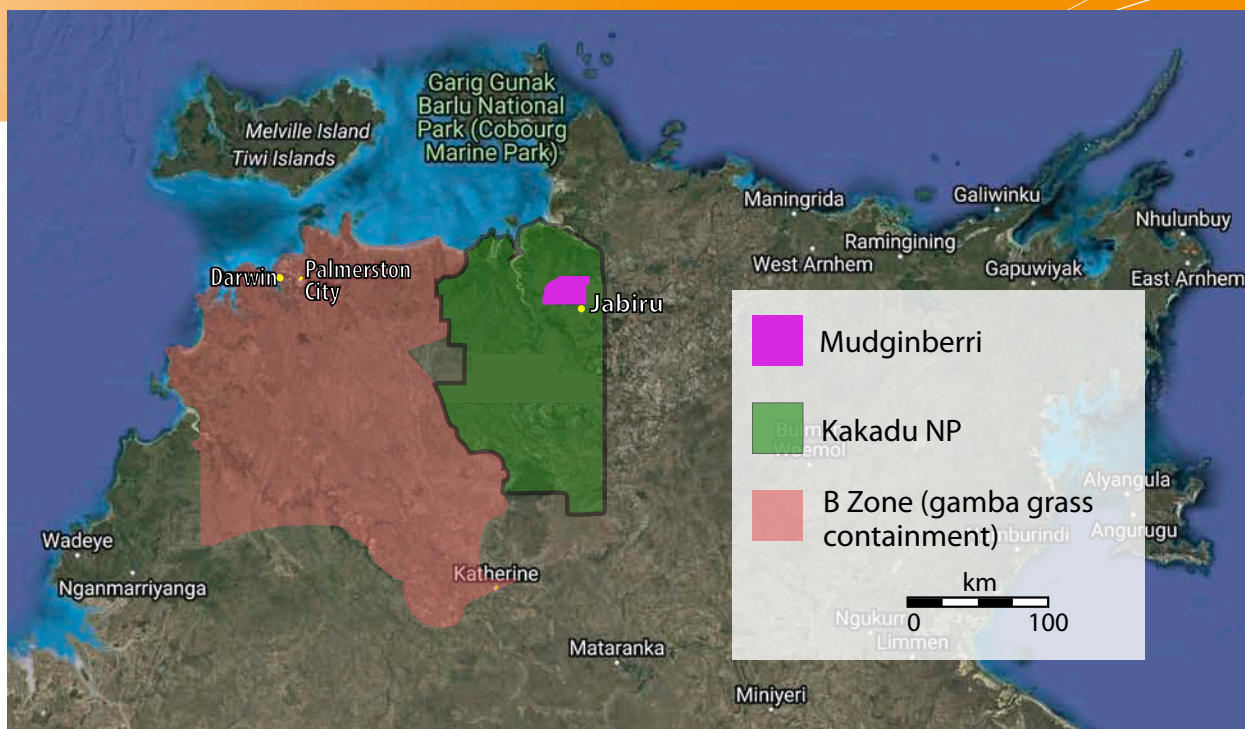 Garig Gunak
Barlu National
Park (Cobourg
Marine Park)
Melville Island
Tiwi Islands
Maningrida
Galiwinku
Nhulunbuy
Ramingining
West Arnhem
Gapuwiyak
East Arnhem
Darwin
Palmerston
City
Jabiru
Mudginberri
Kakadu NP
B Zone (gamba grass
containment)
km
0 100
Alyangula
Angurugu
Wadeye
Nganmarriyanga
Katherine
Ngukurr
Limmen
Mataranka
Miniyeri